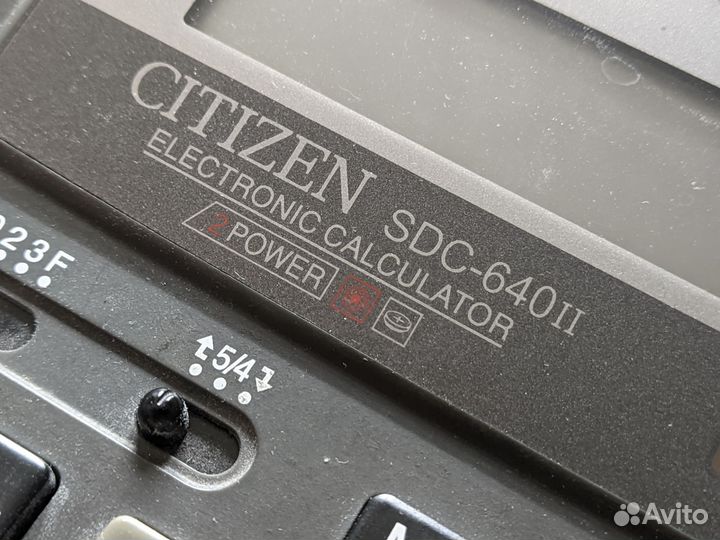 CITIZEN SDC-640II
ELECTRONIC CALCULATOR
2 POWER
023F
5/4
A
Avito